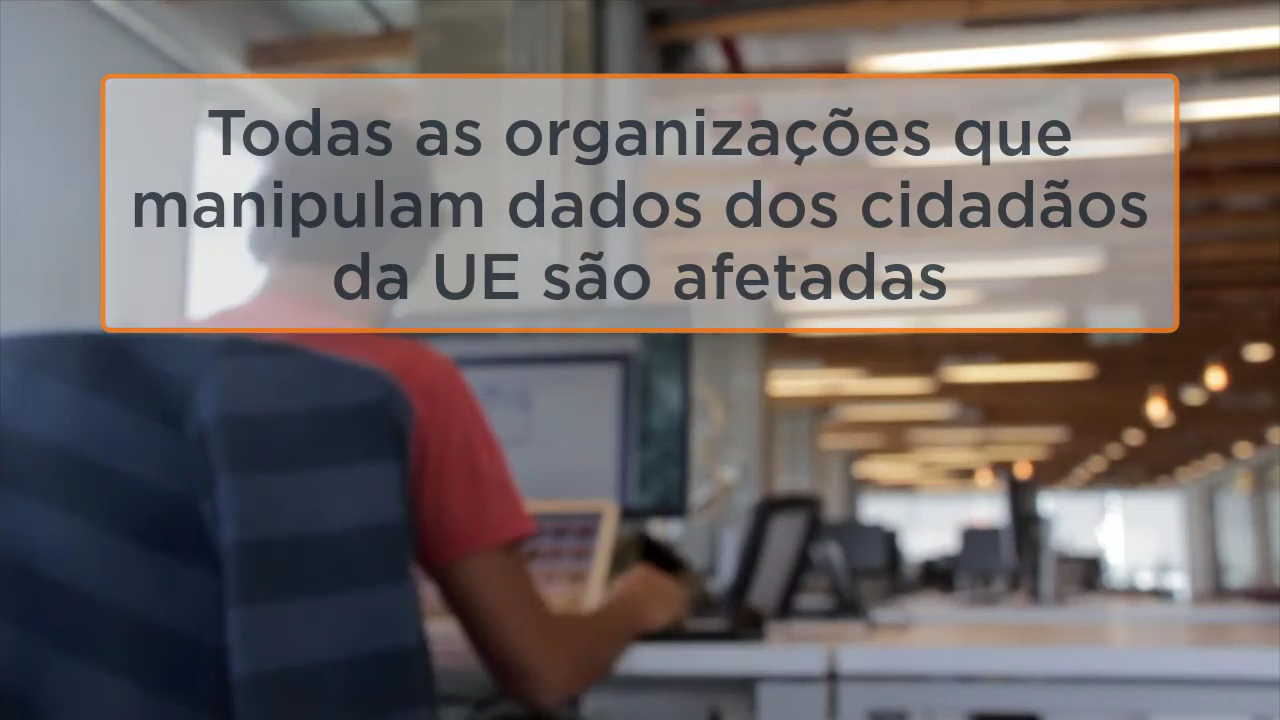 Todas as organizações que
manipulam dados dos cidadãos
da UE são afetadas